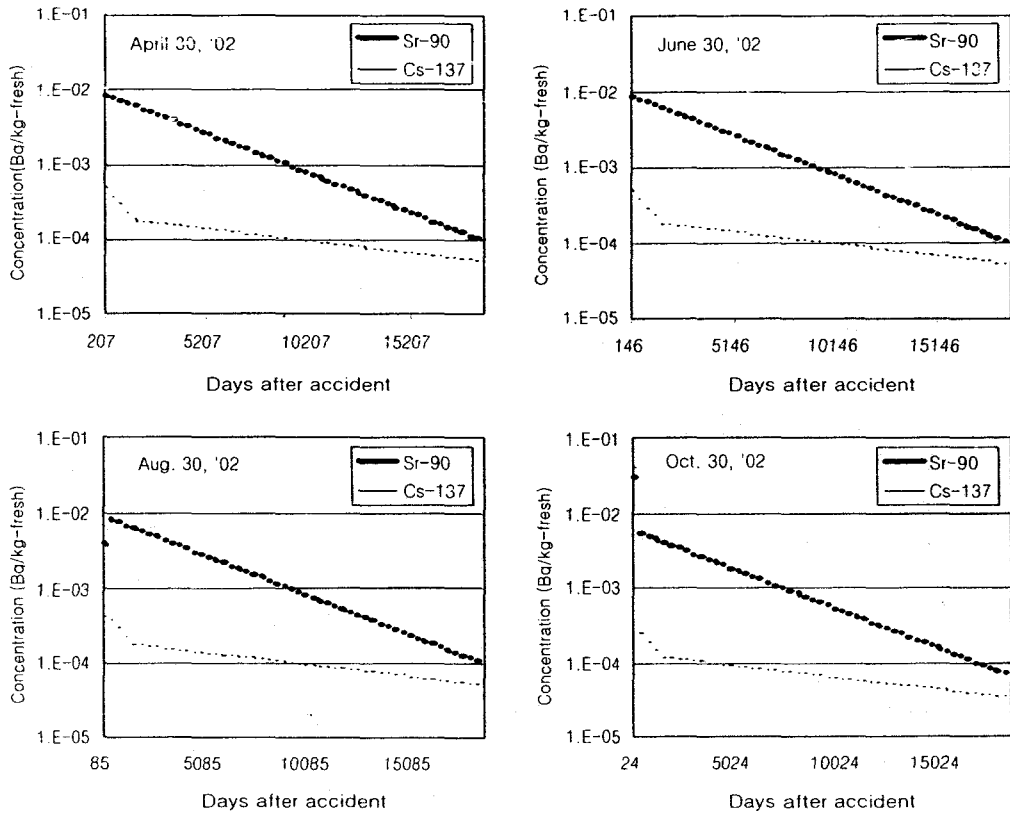 1.E-01
April 30, '02
Sr-90
Cs-137
1.E-02
1.E-03
1.E-04
1.E-05
Concentration(Bq/kg-fresh)
207 5207 10207 15207
Days after accident
1.E-01
June 30, '02
Sr-90
Cs-137
1.E-02
1.E-03
1.E-04
1.E-05
Concentration (Bq/kg-fresh)
146 5146 10146 15146
Days after accident
1.E-01
Aug. 30, '02
Sr-90
Cs-137
1.E-02
1.E-03
1.E-04
1.E-05
Concentration (Bq/kg-fresh)
85 5085 10085 15085
Days after accident
1.E-01
Oct. 30, '02
Sr-90
Cs-137
1.E-02
1.E-03
1.E-04
1.E-05
Concentration (Bq/kg-fresh)
24 5024 10024 15024
Days after accident